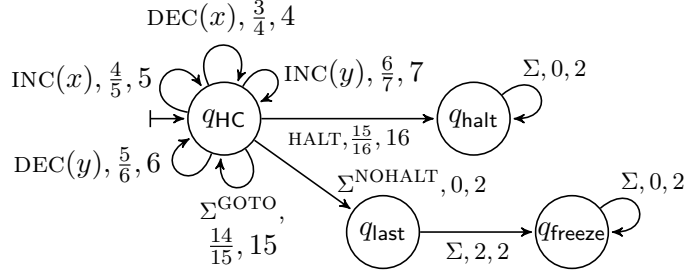 DEC(x), 3/4, 4
INC(x), 4/5, 5
INC(y), 6/7, 7
Σ, 0, 2
q_HC
q_halt
HALT, 15/16, 16
DEC(y), 5/6, 6
Σ^NOHALT, 0, 2
Σ^GOTO,
14/15, 15
Σ, 0, 2
q_last
q_freeze
Σ, 2, 2